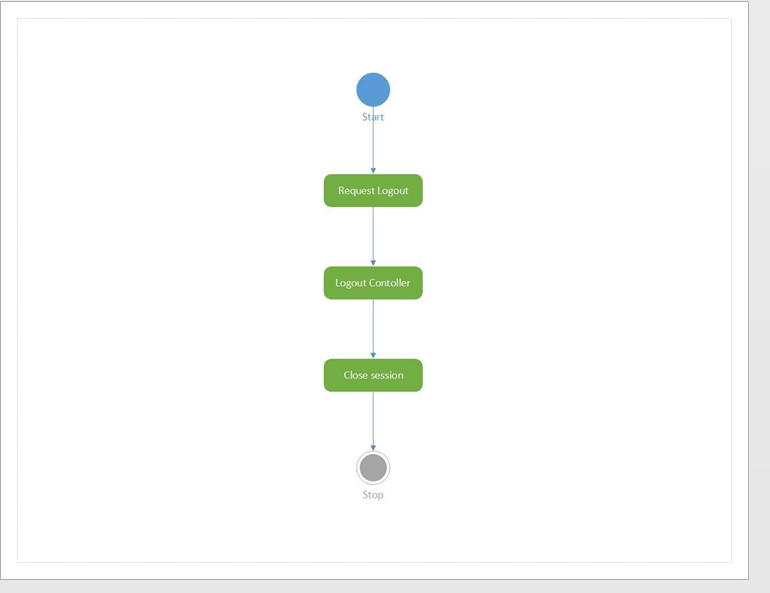 Start
Request Logout
Logout Contoller
Close session
Stop